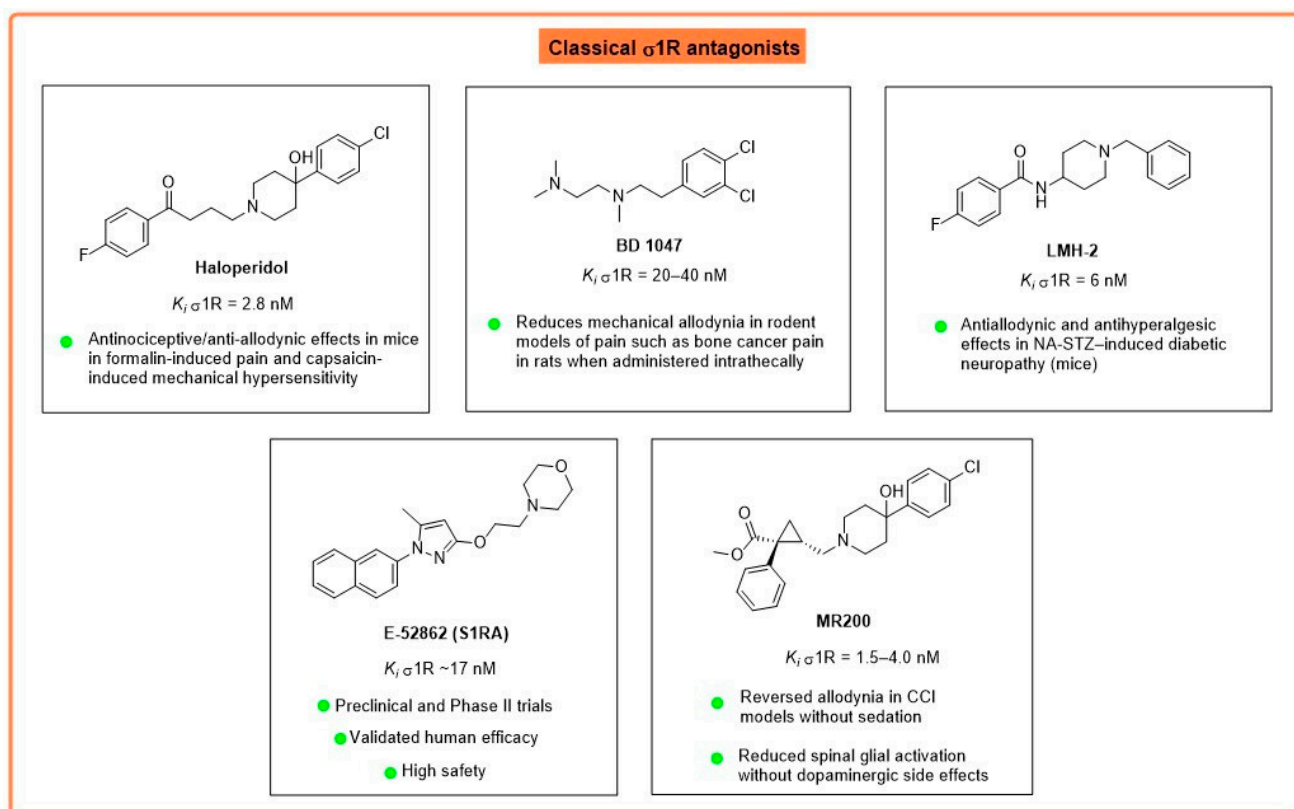 Classical σ1R antagonists
Cl
OH
O
N
F
Haloperidol
Ki σ1R = 2.8 nM
Antinociceptive/anti-allodynic effects in mice
in formalin-induced pain and capsaicin-
induced mechanical hypersensitivity
Cl
Cl
N
N
BD 1047
Ki σ1R = 20–40 nM
Reduces mechanical allodynia in rodent
models of pain such as bone cancer pain
in rats when administered intrathecally
N
O
N
H
F
LMH-2
Ki σ1R = 6 nM
Antiallodynic and antihyperalgesic
effects in NA-STZ–induced diabetic
neuropathy (mice)
O
N
O
N
N
E-52862 (S1RA)
Ki σ1R ~17 nM
Preclinical and Phase II trials
Validated human efficacy
High safety
Cl
OH
O
N
O
MR200
Ki σ1R = 1.5–4.0 nM
Reversed allodynia in CCI
models without sedation
Reduced spinal glial activation
without dopaminergic side effects